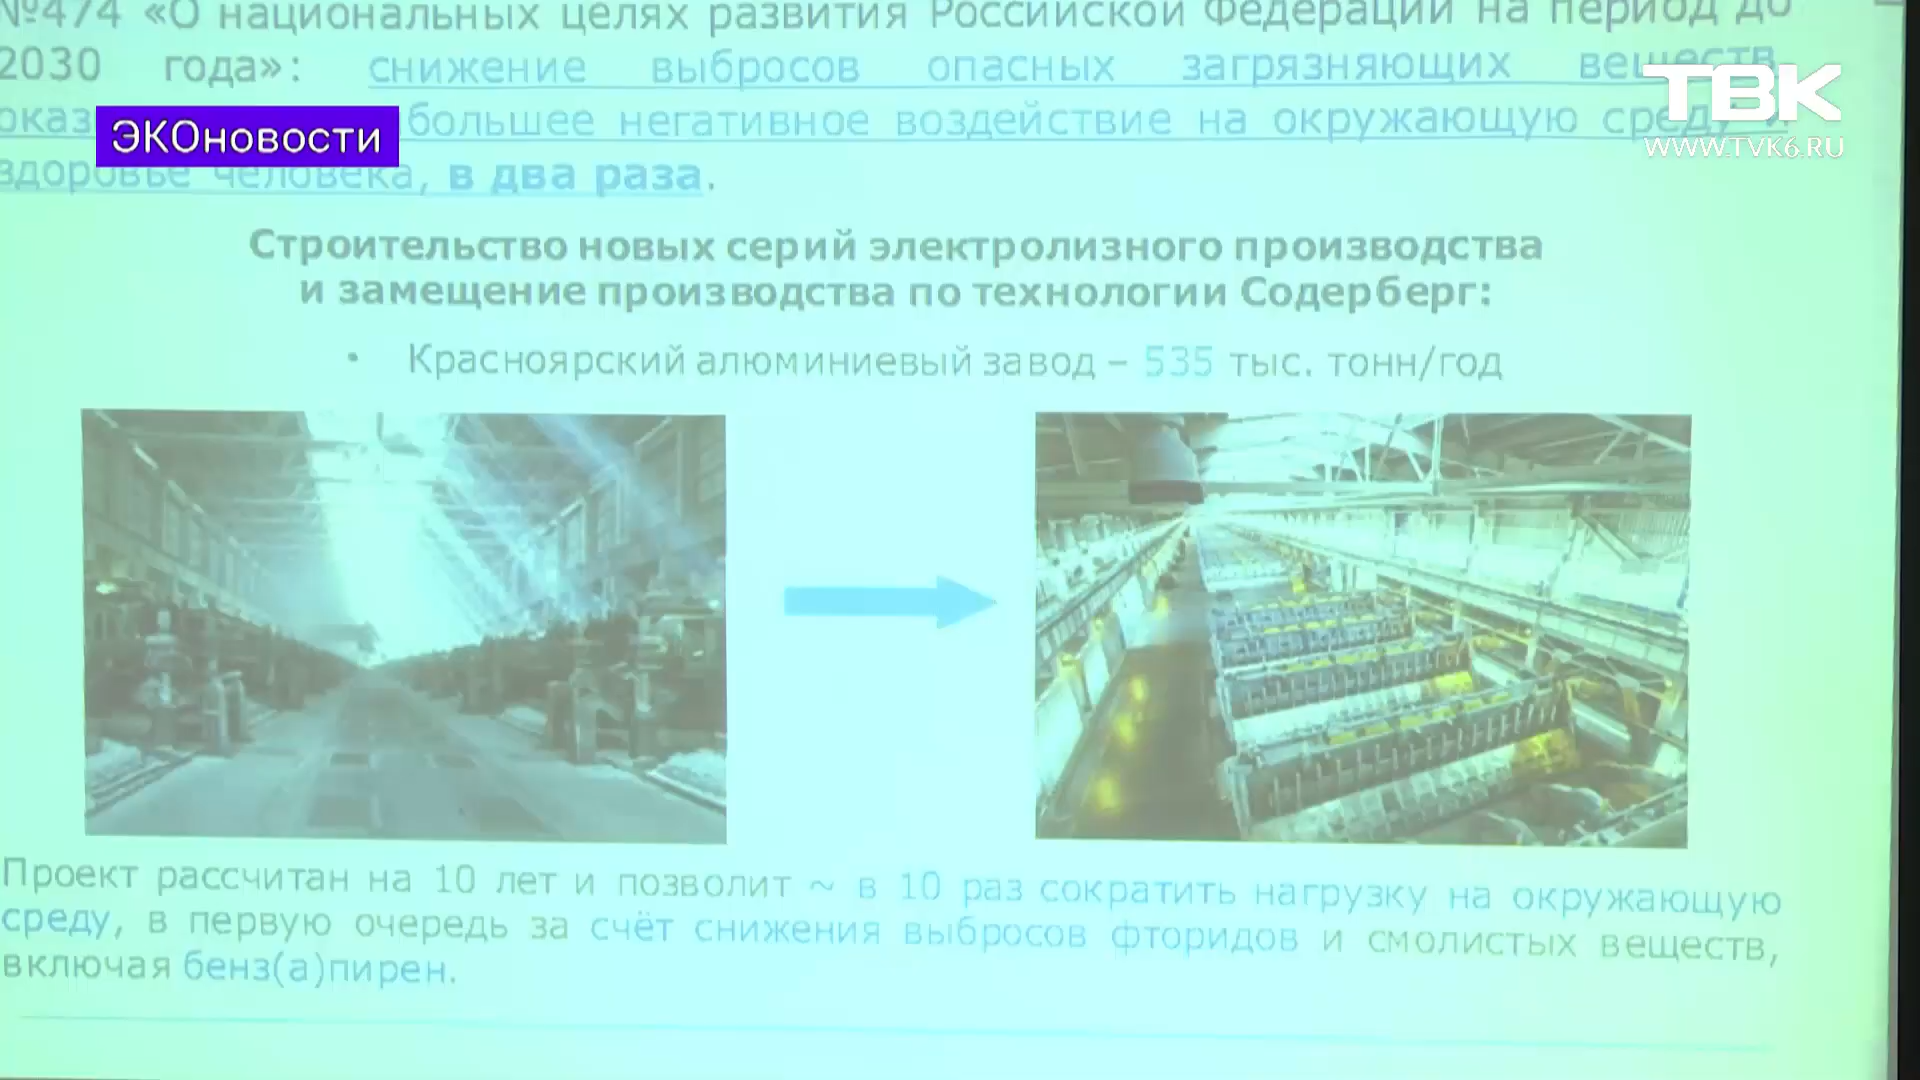 №474 «О национальных целях развития Российской Федерации на период до
2030 года»: снижение выбросов опасных загрязняющих веществ,
ТВК
WWW.TVK6.RU
ЭКОновости
большее негативное воздействие на окружающую среду и
здоровье человека, в два раза.
Строительство новых серий электролизного производства
и замещение производства по технологии Содерберг:
• Красноярский алюминиевый завод – 535 тыс. тонн/год
Проект рассчитан на 10 лет и позволит ~ в 10 раз сократить нагрузку на окружающую
среду, в первую очередь за счёт снижения выбросов фторидов и смолистых веществ,
включая бенз(а)пирен.